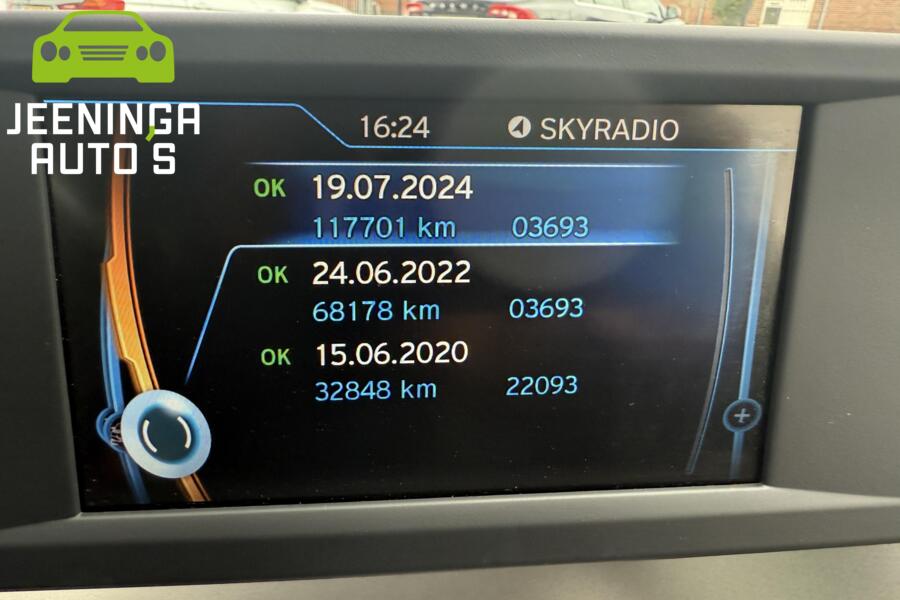 JEENINGA
AUTO'S
16:24 SKYRADIO
OK 19.07.2024
117701 km 03693
OK 24.06.2022
68178 km 03693
OK 15.06.2020
32848 km 22093